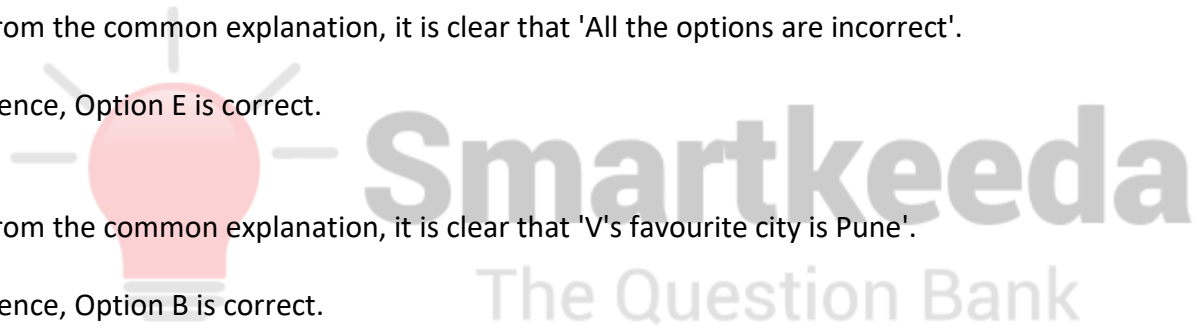 rom the common explanation, it is clear that 'All the options are incorrect'.
ence, Option E is correct.
Smartkeeda
rom the common explanation, it is clear that 'V's favourite city is Pune'.
The Question Bank
ence, Option B is correct.